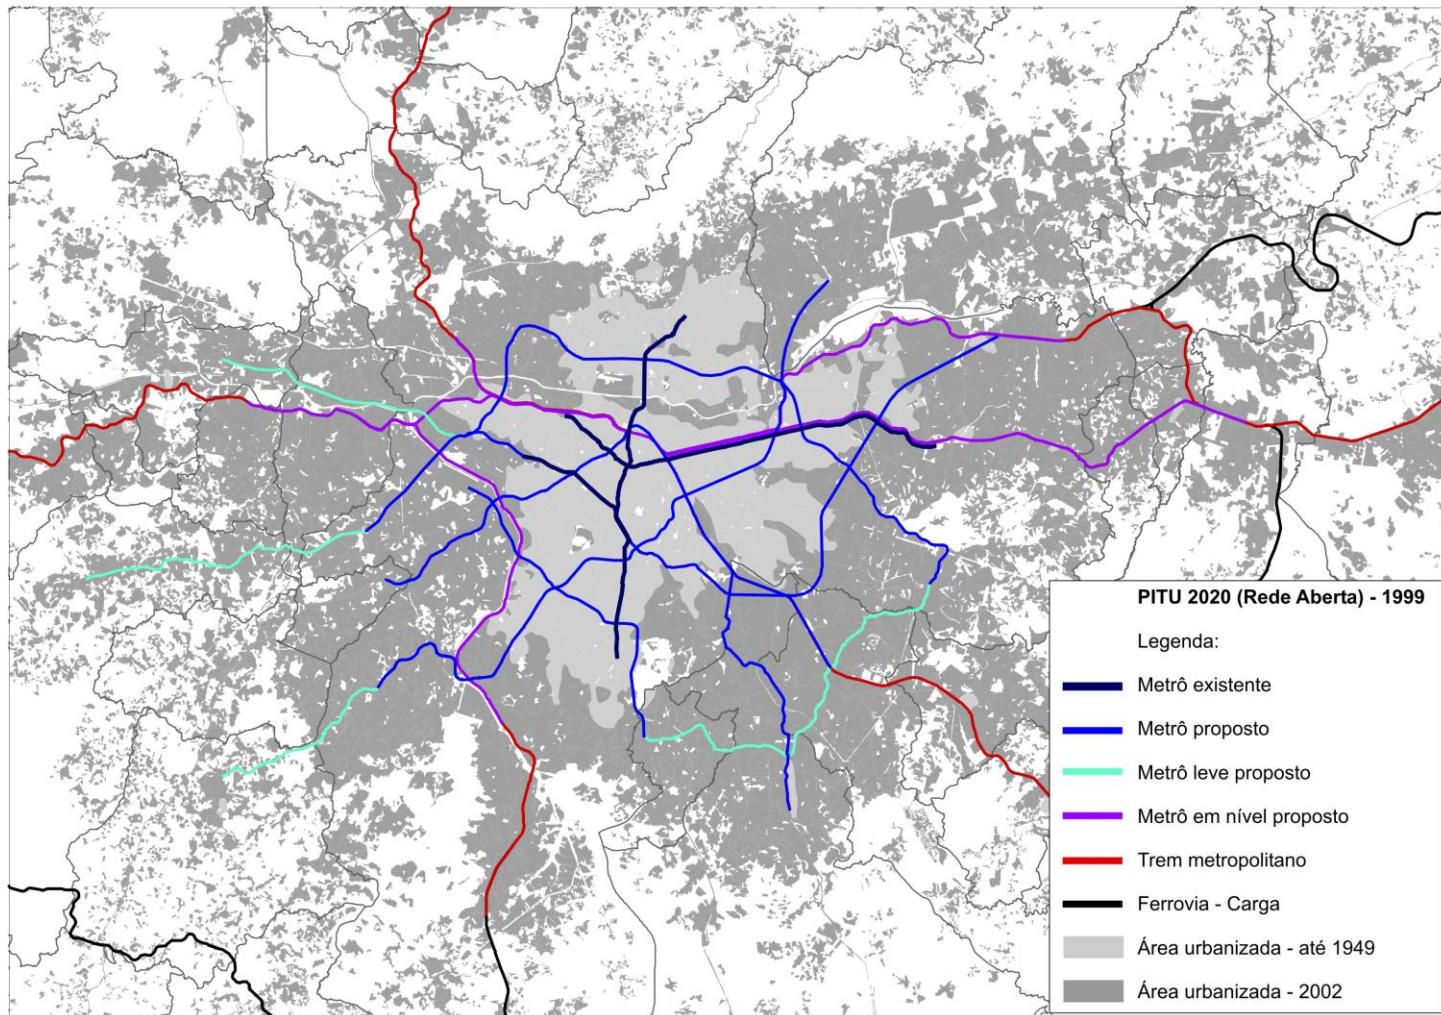 PITU 2020 (Rede Aberta) - 1999
Legenda:
Metrô existente
Metrô proposto
Metrô leve proposto
Metrô em nível proposto
Trem metropolitano
Ferrovia - Carga
Área urbanizada - até 1949
Área urbanizada - 2002